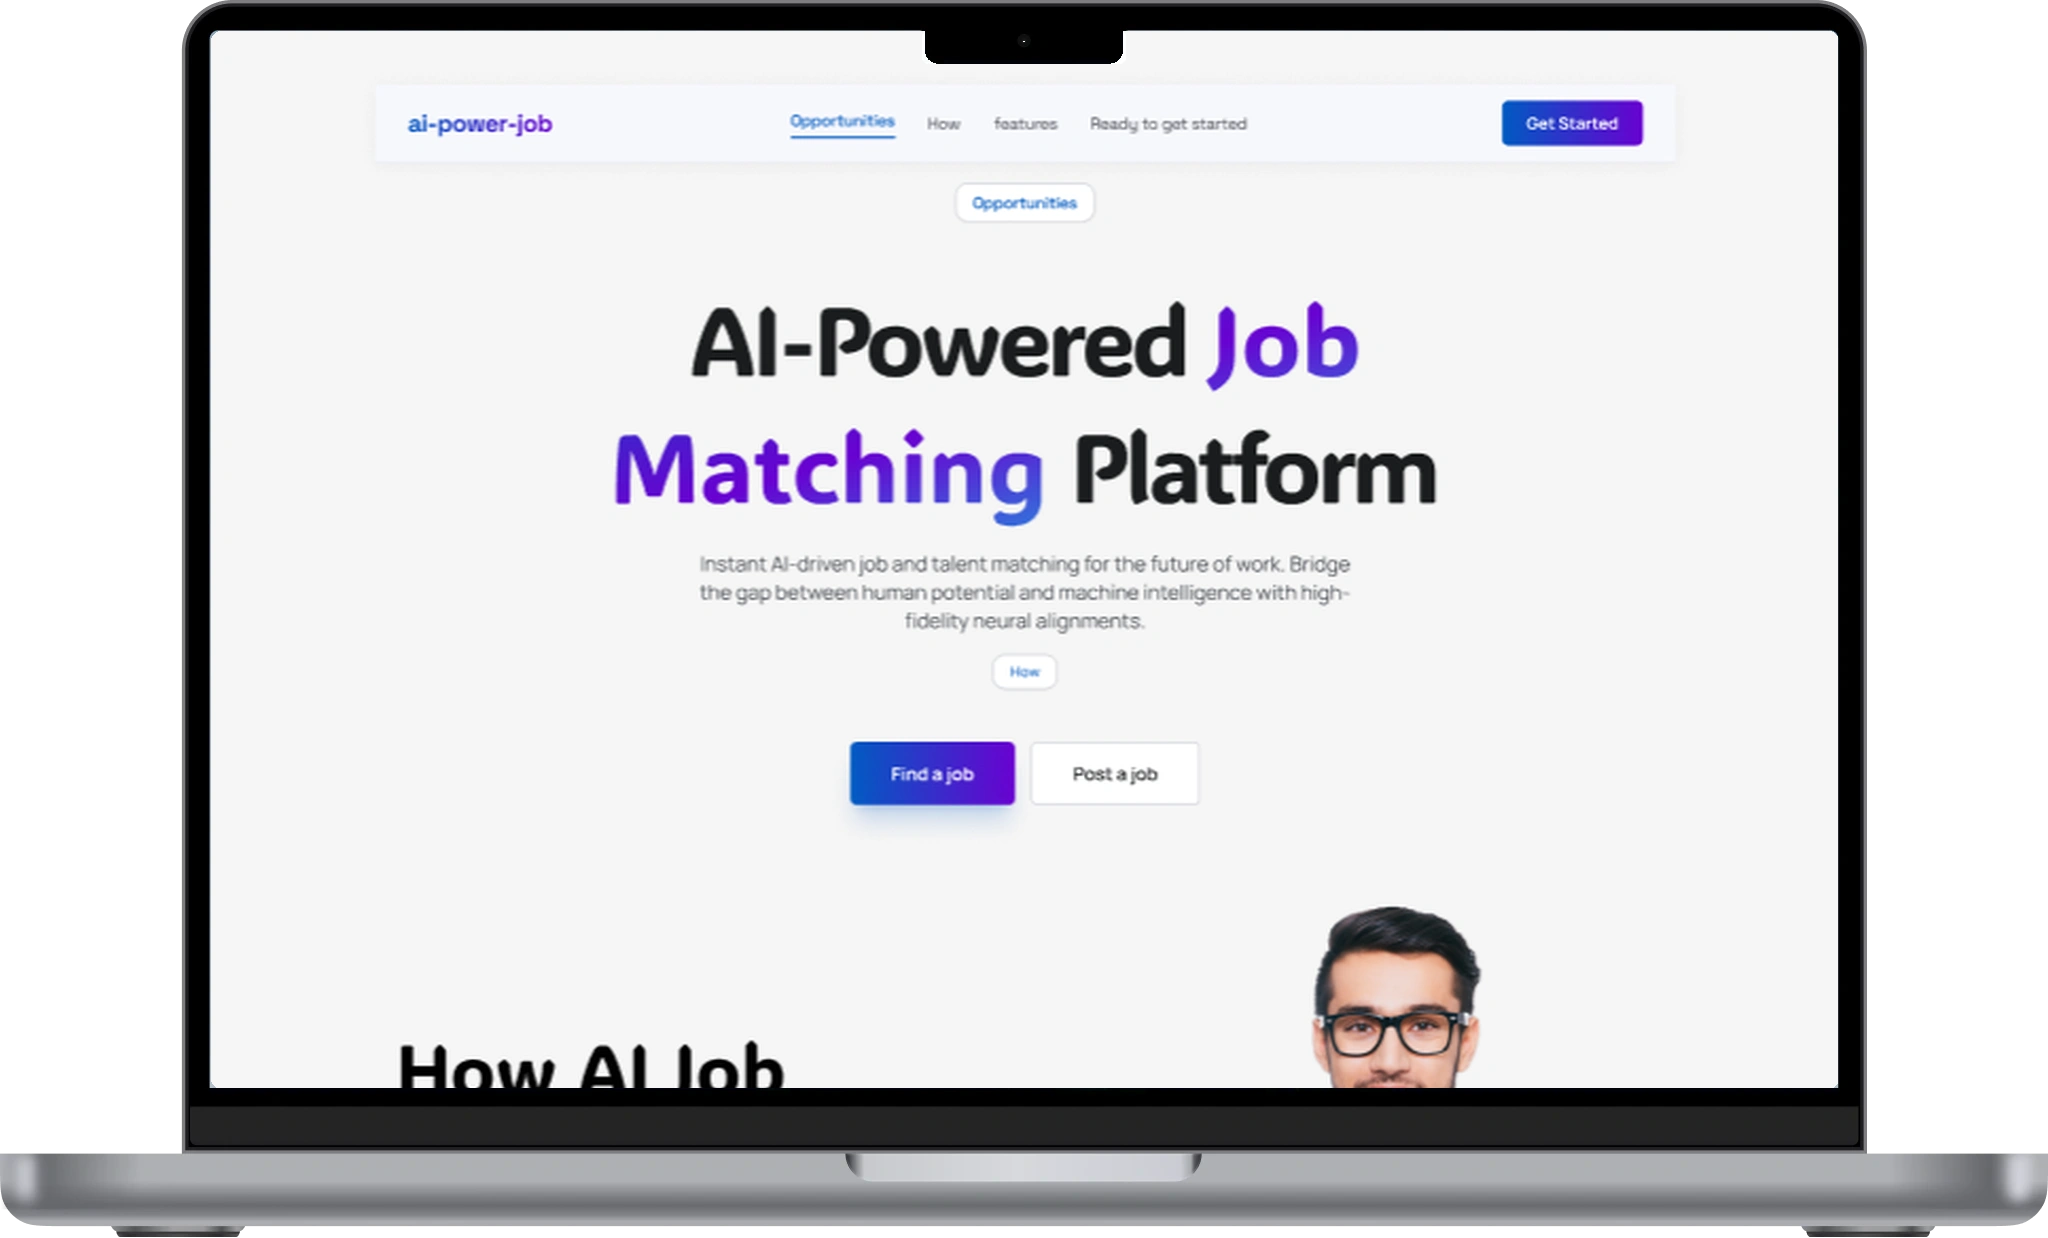 ai-power-job
Opportunities How features Ready to get started
Get Started
Opportunities
AI-Powered Job
Matching Platform
Instant AI-driven job and talent matching for the future of work. Bridge
the gap between human potential and machine intelligence with high-
fidelity neural alignments.
How
Find a job
Post a job
How AI Job